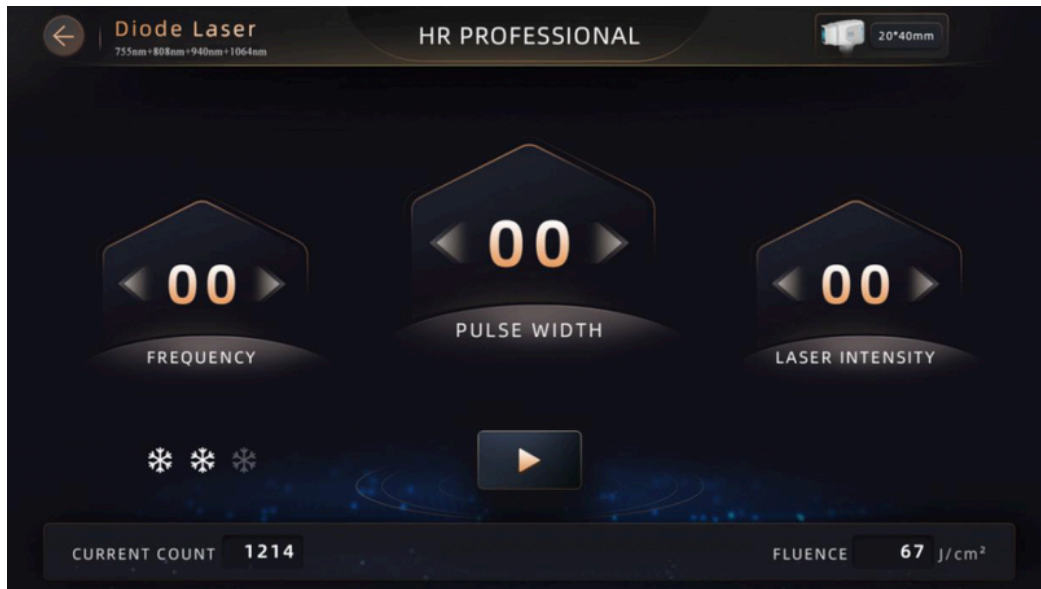 Diode Laser
755nm+808nm+940nm+1064nm
HR PROFESSIONAL
20*40mm
00
00
00
FREQUENCY
PULSE WIDTH
LASER INTENSITY
CURRENT COUNT 1214
FLUENCE 67 J/cm²